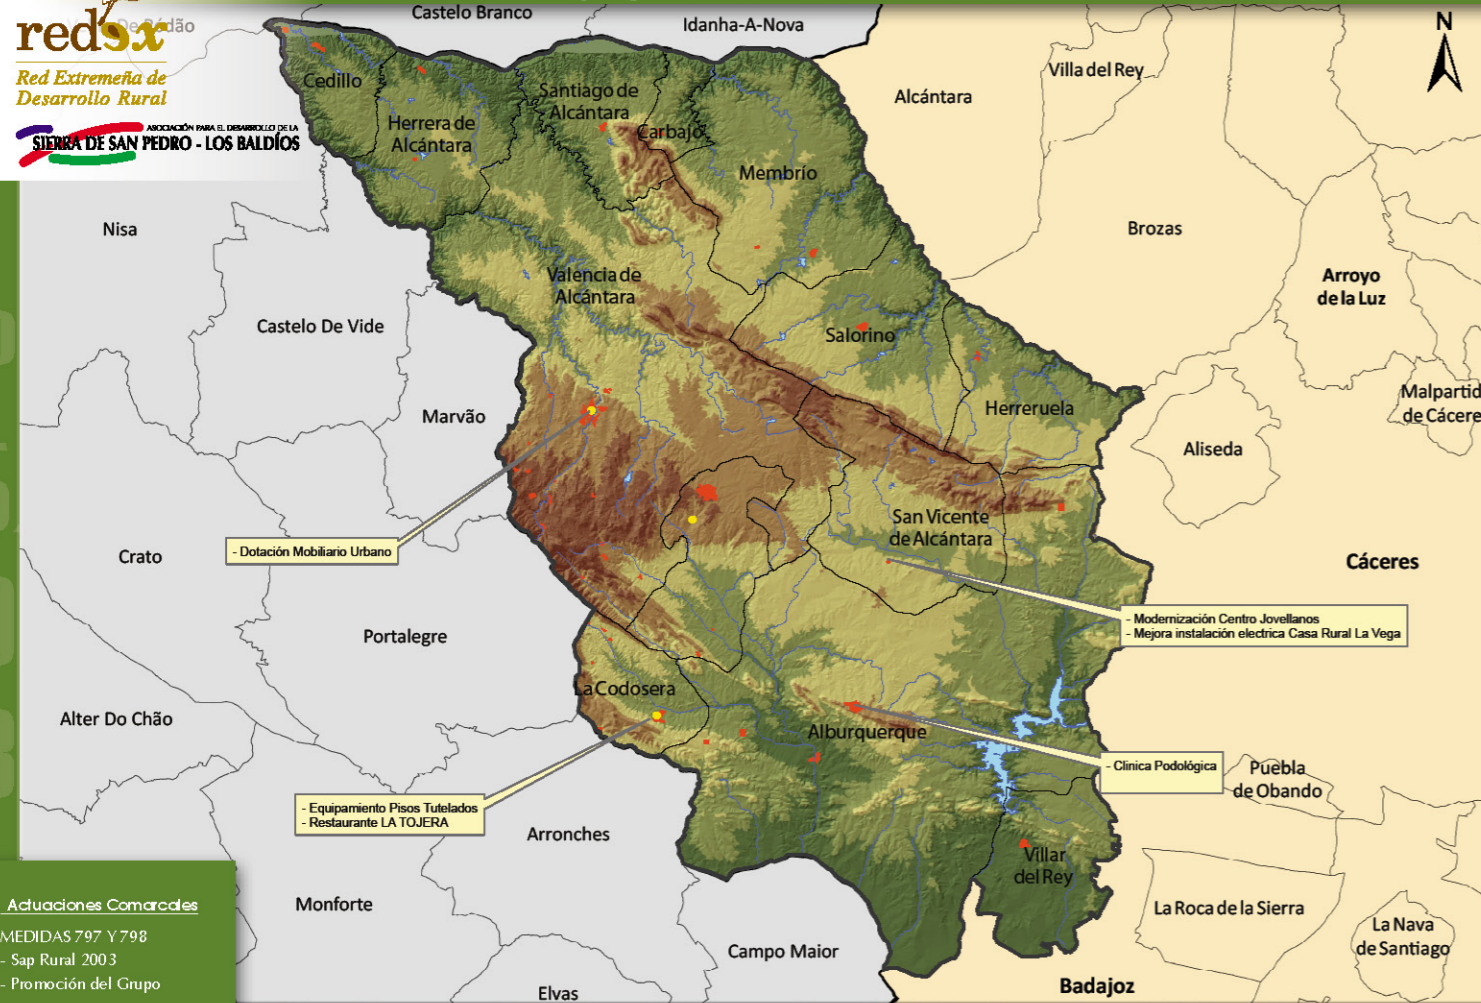 redex
Red Extremeña de
Desarrollo Rural
ASOCIACIÓN PARA EL DESARROLLO DE LA
SIERRA DE SAN PEDRO - LOS BALDÍOS
Castelo Branco
Idanha-A-Nova
N
Villa del Rey
Alcántara
Cedillo
Herrera de
Alcántara
Santiago de
Alcántara
Carbajo
Membrío
Nisa
Brozas
Valencia de
Alcántara
Arroyo
de la Luz
Castelo De Vide
Salorino
Marvão
Herreruela
Malpartid
de Cácere
Aliseda
San Vicente
de Alcántara
- Dotación Mobiliario Urbano
Crato
Cáceres
- Modernización Centro Jovellanos
- Mejora instalación electrica Casa Rural La Vega
Portalegre
La Codosera
Alter Do Chão
Alburquerque
- Clinica Podológica
Puebla
de Obando
- Equipamiento Pisos Tutelados
- Restaurante LA TOJERA
Arronches
Villar
del Rey
Monforte
La Roca de la Sierra
La Nava
de Santiago
Campo Maior
Badajoz
Elvas
Actuaciones Comarcales
MEDIDAS 797 Y 798
- Sap Rural 2003
- Promoción del Grupo